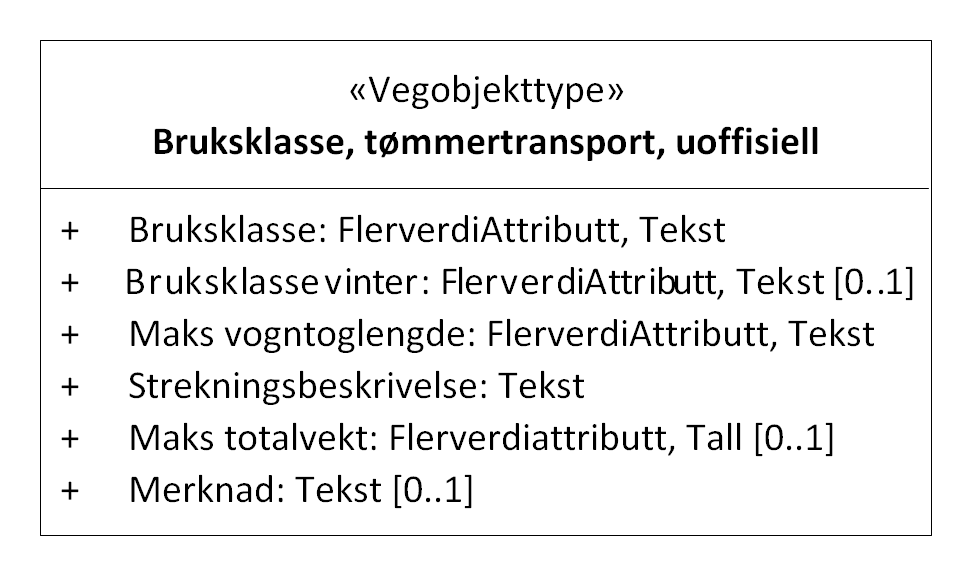 «Vegobjekttype»
Bruksklasse, tømmertransport, uoffisiell
+ Bruksklasse: FlerverdiAttributt, Tekst
+ Bruksklasse vinter: FlerverdiAttributt, Tekst [0..1]
+ Maks vogntoglengde: FlerverdiAttributt, Tekst
+ Strekningsbeskrivelse: Tekst
+ Maks totalvekt: Flerverdiattributt, Tall [0..1]
+ Merknad: Tekst [0..1]